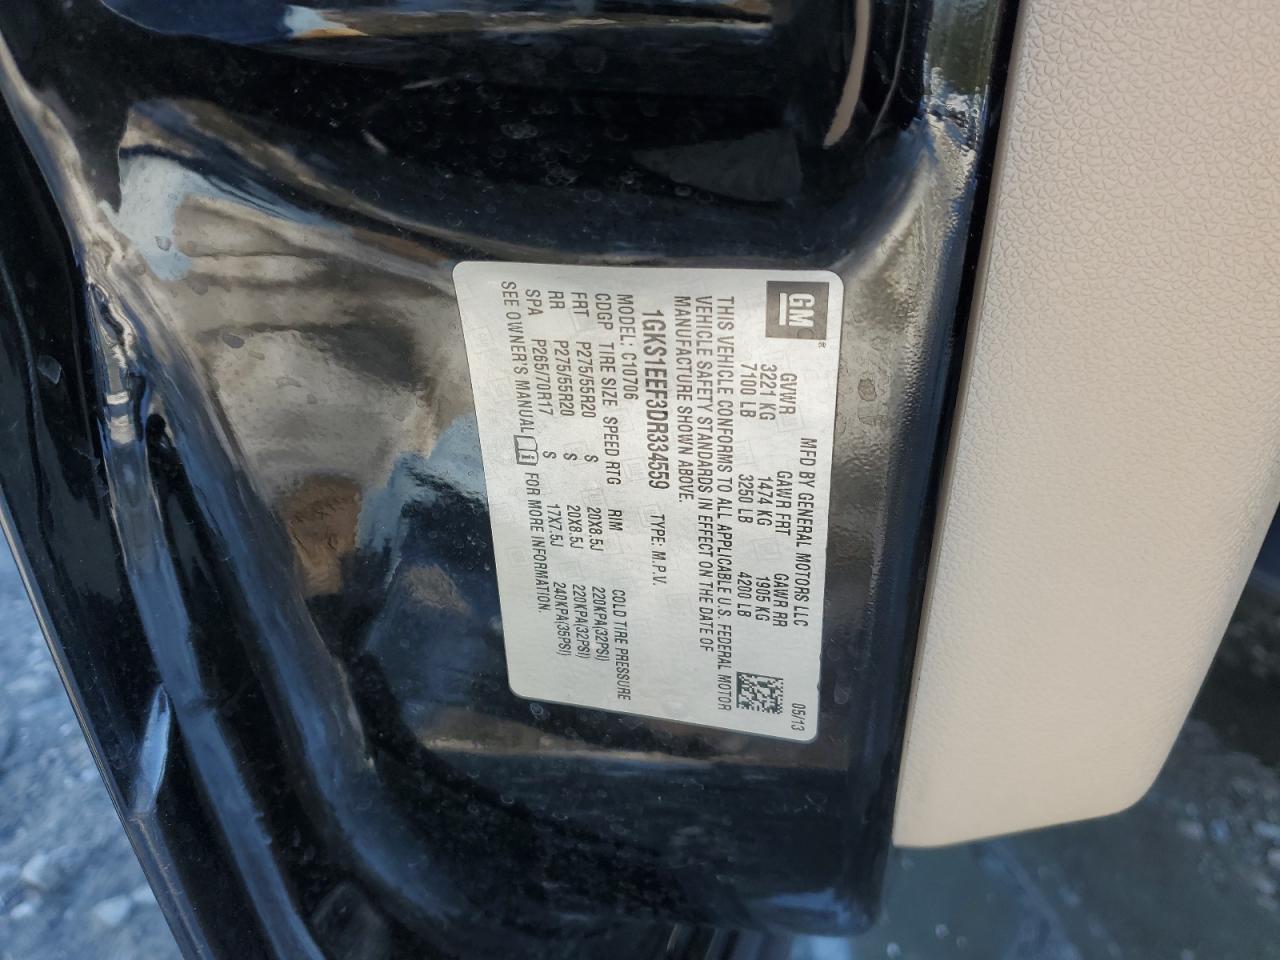 GM®
MFD BY GENERAL MOTORS LLC 05/13
GVWR GAWR FRT GAWR RR
3221 KG 1474 KG 1905 KG
7100 LB 3250 LB 4200 LB
THIS VEHICLE CONFORMS TO ALL APPLICABLE U.S. FEDERAL MOTOR
VEHICLE SAFETY STANDARDS IN EFFECT ON THE DATE OF
MANUFACTURE SHOWN ABOVE.
1GKS1EEF3DR334559 TYPE: M.P.V.
MODEL: C10706
CDGP TIRE SIZE SPEED RTG RIM COLD TIRE PRESSURE
FRT P275/55R20 S 20X8.5J 220KPA(32PSI)
RR P275/55R20 S 20X8.5J 220KPA(32PSI)
SPA P265/70R17 S 17X7.5J 240KPA(35PSI)
SEE OWNER'S MANUAL i FOR MORE INFORMATION.